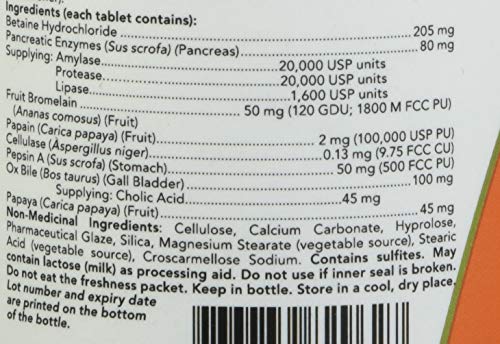 Ingredients (each tablet contains):
Betaine Hydrochloride 205 mg
Pancreatic Enzymes (Sus scrofa) (Pancreas) 80 mg
Supplying: Amylase 20,000 USP units
Protease 20,000 USP units
Lipase 1,600 USP units
Fruit Bromelain 50 mg (120 GDU; 1800 M FCC PU)
(Ananas comosus) (Fruit)
Papain (Carica papaya) (Fruit) 2 mg (100,000 USP PU)
Cellulase (Aspergillus niger) 0.13 mg (9.75 FCC CU)
Pepsin A (Sus scrofa) (Stomach) 50 mg (500 FCC PU)
Ox Bile (Bos taurus) (Gall Bladder) 100 mg
Supplying: Cholic Acid 45 mg
Papaya (Carica papaya) (Fruit) 45 mg
Non-Medicinal Ingredients: Cellulose, Calcium Carbonate, Hyprolose,
Pharmaceutical Glaze, Silica, Magnesium Stearate (vegetable source), Stearic
Acid (vegetable source), Croscarmellose Sodium. Contains sulfites. May
contain lactose (milk) as processing aid. Do not use if inner seal is broken.
Do not eat the freshness packet. Keep in bottle. Store in a cool, dry place.
Lot number and expiry date
are printed on the bottom
of the bottle.